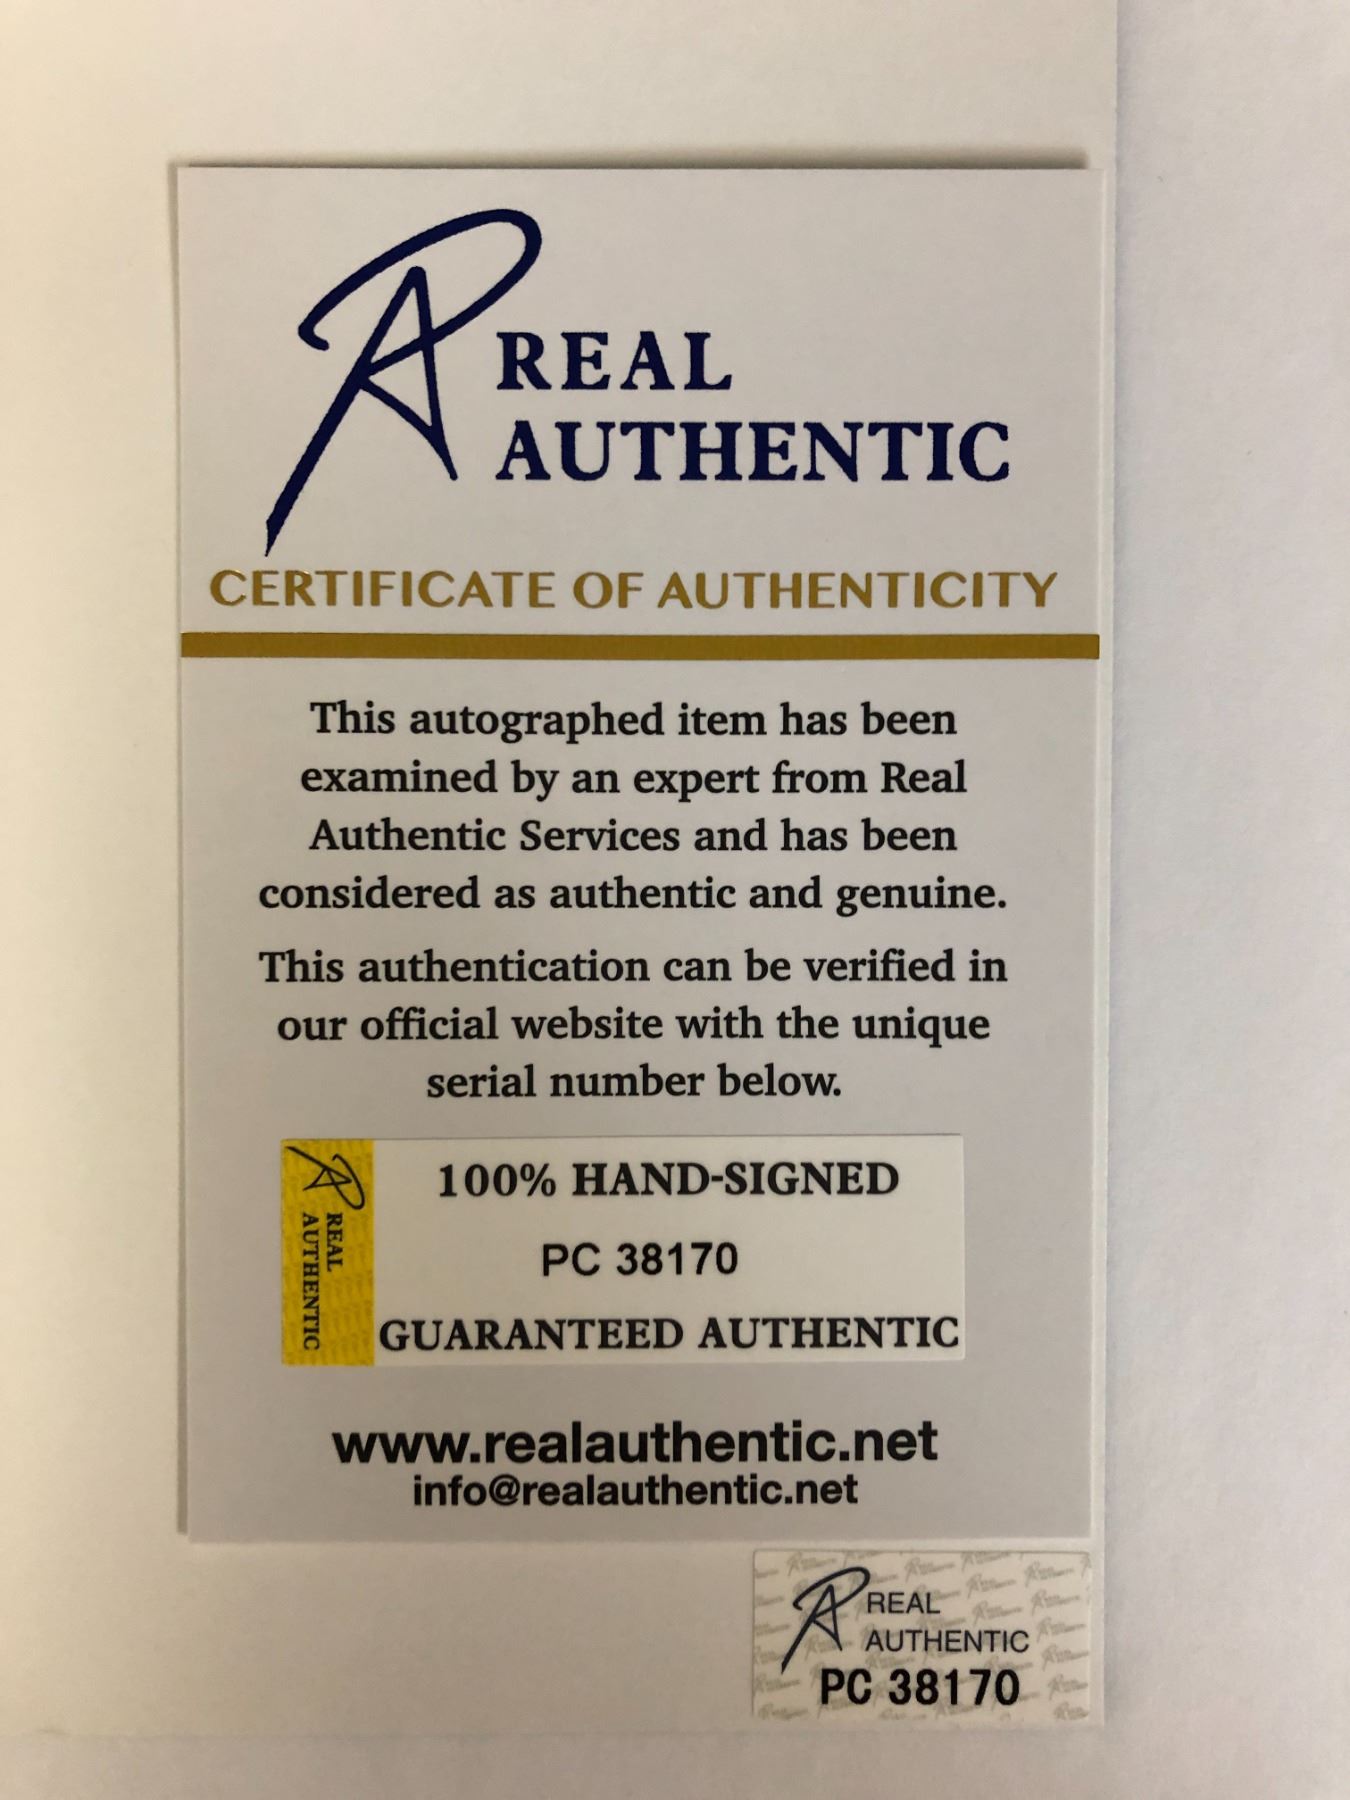 REAL
AUTHENTIC
CERTIFICATE OF AUTHENTICITY
This autographed item has been
examined by an expert from Real
Authentic Services and has been
considered as authentic and genuine.
This authentication can be verified in
our official website with the unique
serial number below.
REAL
AUTHENTIC
100% HAND-SIGNED
PC 38170
GUARANTEED AUTHENTIC
www.realauthentic.net
info@realauthentic.net
REAL
AUTHENTIC
PC 38170